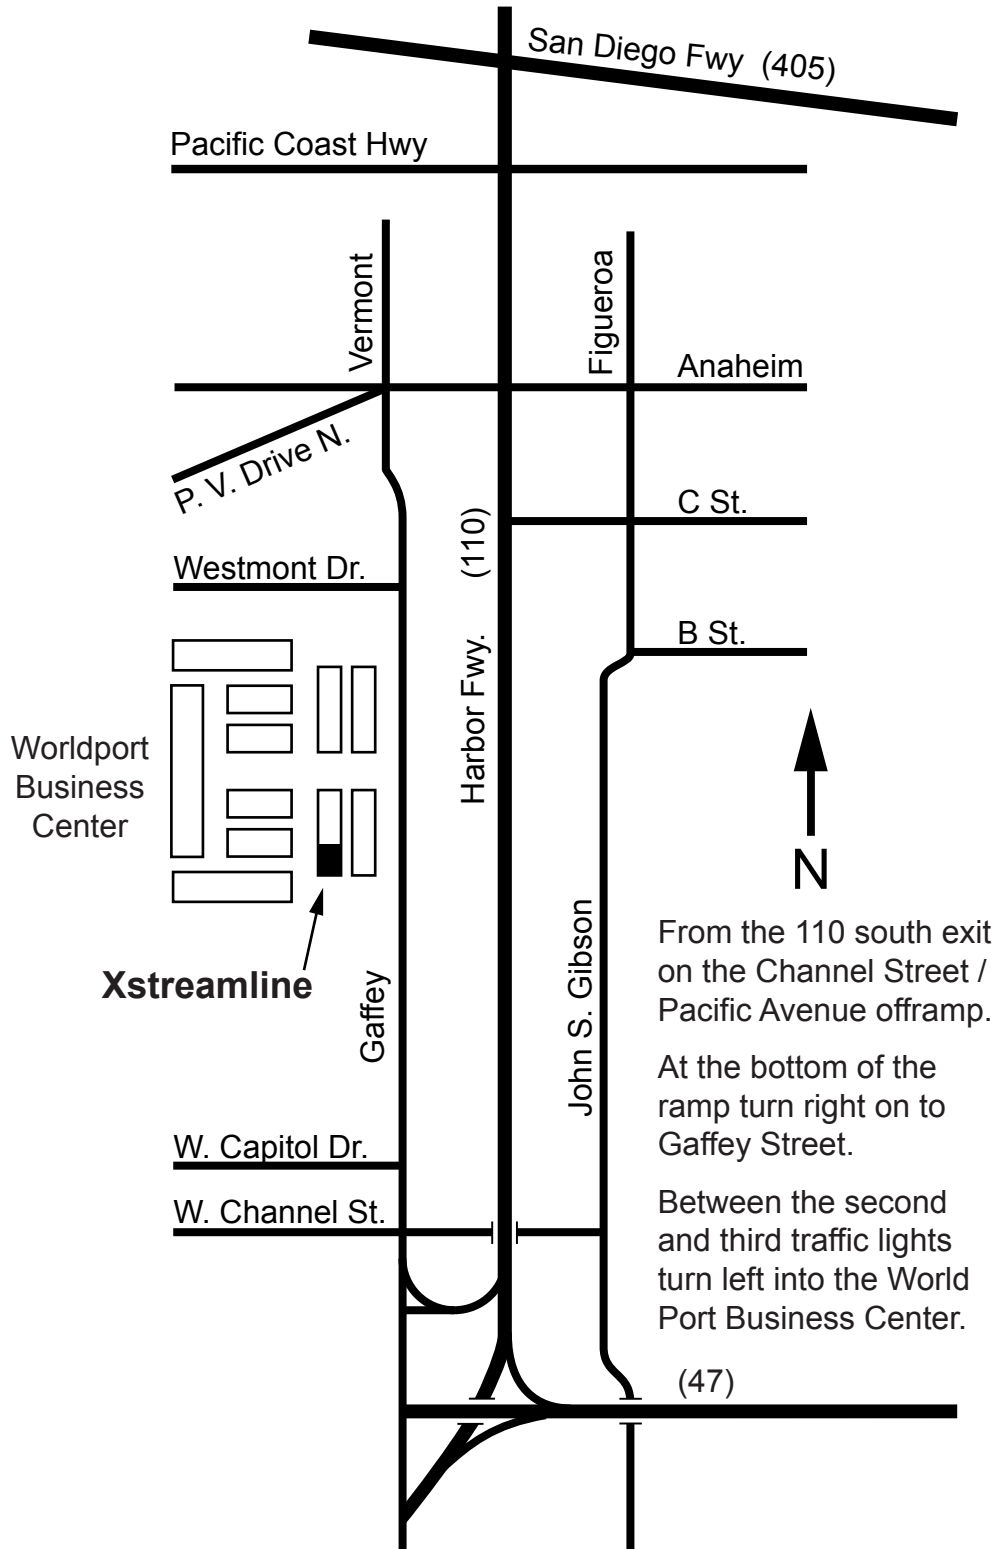 San Diego Fwy (405)
Pacific Coast Hwy
Vermont
Figueroa
Anaheim
P. V. Drive N.
C St.
(110)
Westmont Dr.
B St.
Harbor Fwy.
Worldport
Business
Center
N
Xstreamline
Gaffey
John S. Gibson
From the 110 south exit
on the Channel Street /
Pacific Avenue offramp.
At the bottom of the
ramp turn right on to
Gaffey Street.
W. Capitol Dr.
W. Channel St.
Between the second
and third traffic lights
turn left into the World
Port Business Center.
(47)